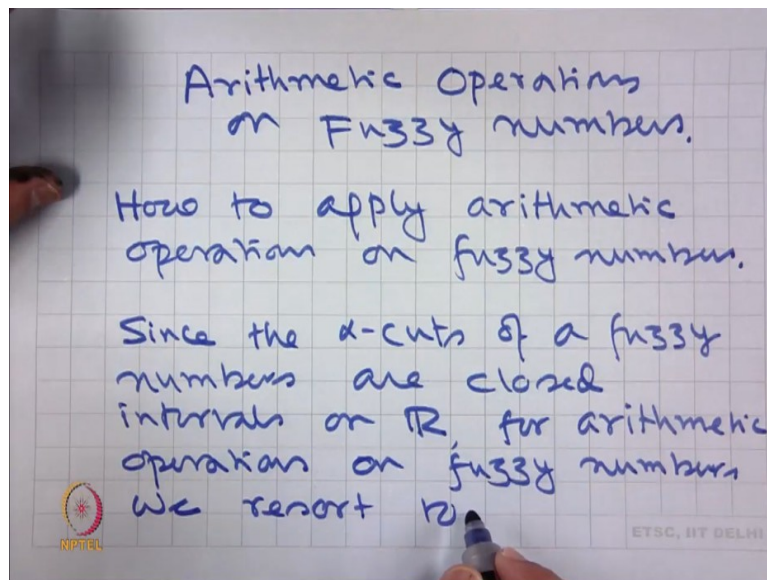 Arithmetic Operations
on Fuzzy numbers.
How to apply arithmetic
operation on fuzzy numbers.
Since the α-cuts of a fuzzy
numbers are closed
intervals on ℝ, for arithmetic
operations on fuzzy numbers
We resort to
ETSC, IIT DELHI
NPTEL